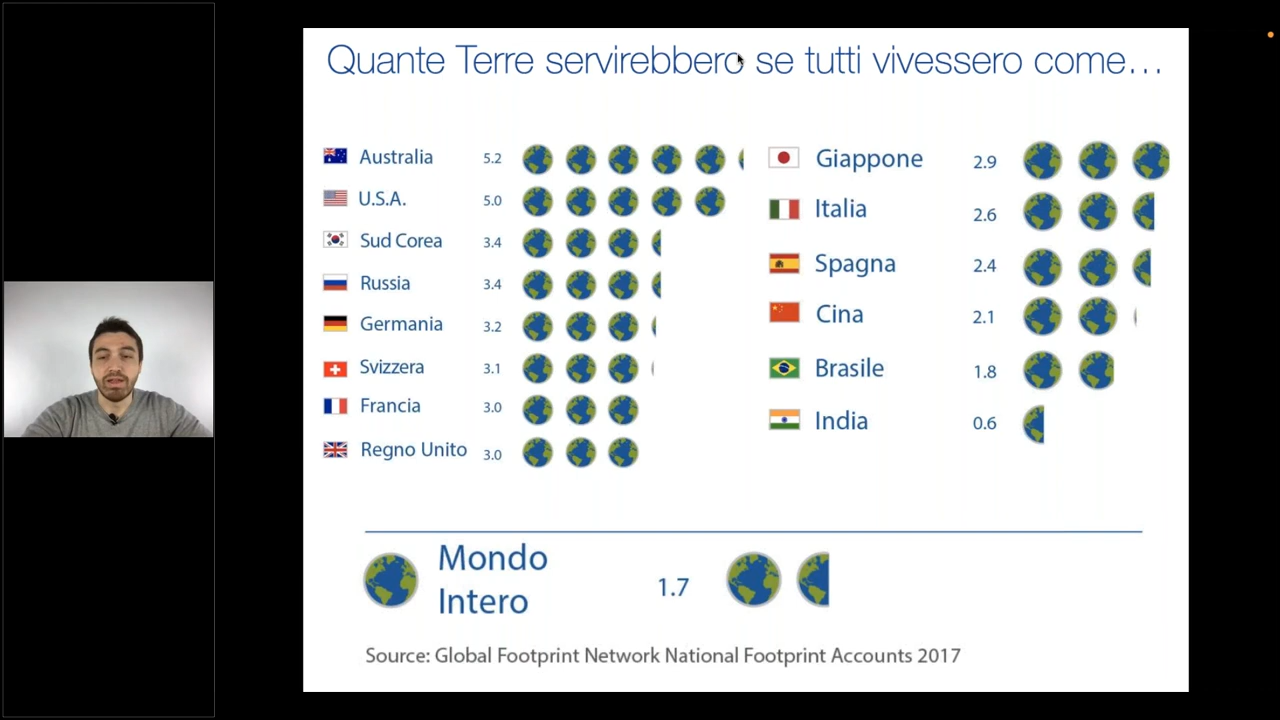 Quante Terre servirebbero se tutti vivessero come...
Australia 5.2
U.S.A. 5.0
Sud Corea 3.4
Russia 3.4
Germania 3.2
Svizzera 3.1
Francia 3.0
Regno Unito 3.0
Giappone 2.9
Italia 2.6
Spagna 2.4
Cina 2.1
Brasile 1.8
India 0.6
Mondo
Intero 1.7
Source: Global Footprint Network National Footprint Accounts 2017